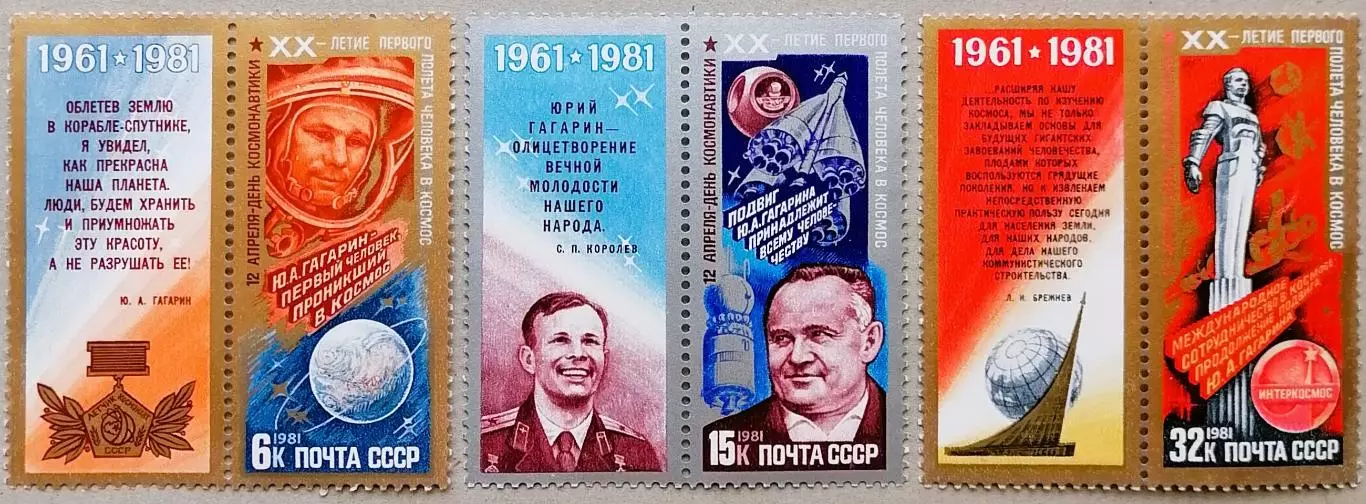 1961★1981
ОБЛЕТЕВ ЗЕМЛЮ
В КОРАБЛЕ-СПУТНИКЕ,
Я УВИДЕЛ,
КАК ПРЕКРАСНА
НАША ПЛАНЕТА.
ЛЮДИ, БУДЕМ ХРАНИТЬ
И ПРИУМНОЖАТЬ
ЭТУ КРАСОТУ,
А НЕ РАЗРУШАТЬ ЕЕ!
Ю. А. ГАГАРИН
ЛЕТЧИК КОСМОНАВТ
СССР
12 АПРЕЛЯ-ДЕНЬ КОСМОНАВТИКИ
★XX-ЛЕТИЕ ПЕРВОГО
ПОЛЕТА ЧЕЛОВЕКА В КОСМОС
Ю.А.ГАГАРИН-
ПЕРВЫЙ ЧЕЛОВЕК,
ПРОНИКШИЙ
В КОСМОС
6К 1981 ПОЧТА СССР
1961★1981
ЮРИЙ
ГАГАРИН—
ОЛИЦЕТВОРЕНИЕ
ВЕЧНОЙ
МОЛОДОСТИ
НАШЕГО
НАРОДА.
С. П. КОРОЛЕВ
12 АПРЕЛЯ-ДЕНЬ КОСМОНАВТИКИ
★XX-ЛЕТИЕ ПЕРВОГО
ПОЛЕТА ЧЕЛОВЕКА В КОСМОС
ПОДВИГ
Ю.А.ГАГАРИНА
ПРИНАДЛЕЖИТ
ВСЕМУ ЧЕЛОВЕ-
ЧЕСТВУ
15К 1981 ПОЧТА СССР
1961★1981
...РАСШИРЯЯ НАШУ
ДЕЯТЕЛЬНОСТЬ ПО ИЗУЧЕНИЮ
КОСМОСА, МЫ НЕ ТОЛЬКО
ЗАКЛАДЫВАЕМ ОСНОВЫ ДЛЯ
БУДУЩИХ ГИГАНТСКИХ
ЗАВОЕВАНИЙ ЧЕЛОВЕЧЕСТВА,
ПЛОДАМИ КОТОРЫХ
ВОСПОЛЬЗУЮТСЯ ГРЯДУЩИЕ
ПОКОЛЕНИЯ, НО И ИЗВЛЕКАЕМ
НЕПОСРЕДСТВЕННУЮ
ПРАКТИЧЕСКУЮ ПОЛЬЗУ СЕГОДНЯ
ДЛЯ НАСЕЛЕНИЯ ЗЕМЛИ,
ДЛЯ НАШИХ НАРОДОВ,
ДЛЯ ДЕЛА НАШЕГО
КОММУНИСТИЧЕСКОГО
СТРОИТЕЛЬСТВА.
Л. И. БРЕЖНЕВ
12 АПРЕЛЯ-ДЕНЬ КОСМОНАВТИКИ
★XX-ЛЕТИЕ ПЕРВОГО
ПОЛЕТА ЧЕЛОВЕКА В КОСМОС
МЕЖДУНАРОДНОЕ
СОТРУДНИЧЕСТВО В КОСМОСЕ-
ПРОДОЛЖЕНИЕ ПОДВИГА
Ю.А.ГАГАРИНА
ИНТЕРКОСМОС
32К 1981 ПОЧТА СССР